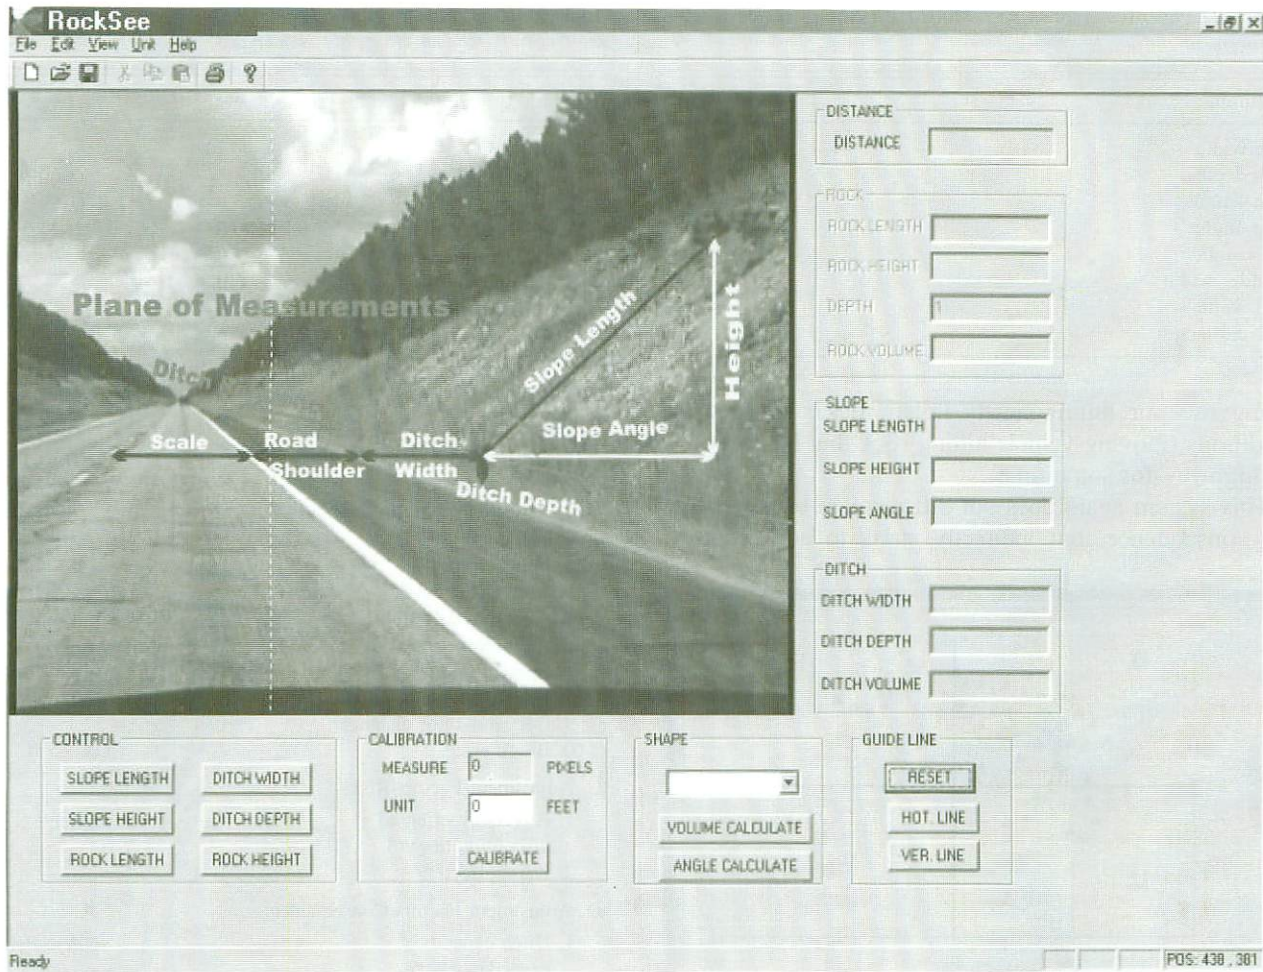 RockSee
File Edit View Unit Help
Plane of Measurements
Ditch
Scale
Road
Shoulder
Ditch
Width
Ditch Depth
Slope Length
Slope Angle
Height
DISTANCE
DISTANCE
ROCK
ROCK LENGTH
ROCK HEIGHT
DEPTH 1
ROCK VOLUME
SLOPE
SLOPE LENGTH
SLOPE HEIGHT
SLOPE ANGLE
DITCH
DITCH WIDTH
DITCH DEPTH
DITCH VOLUME
CONTROL
SLOPE LENGTH DITCH WIDTH
SLOPE HEIGHT DITCH DEPTH
ROCK LENGTH ROCK HEIGHT
CALIBRATION
MEASURE 0 PIXELS
UNIT 0 FEET
CALIBRATE
SHAPE
VOLUME CALCULATE
ANGLE CALCULATE
GUIDE LINE
RESET
HOT. LINE
VER. LINE
Ready
POS: 438 , 381